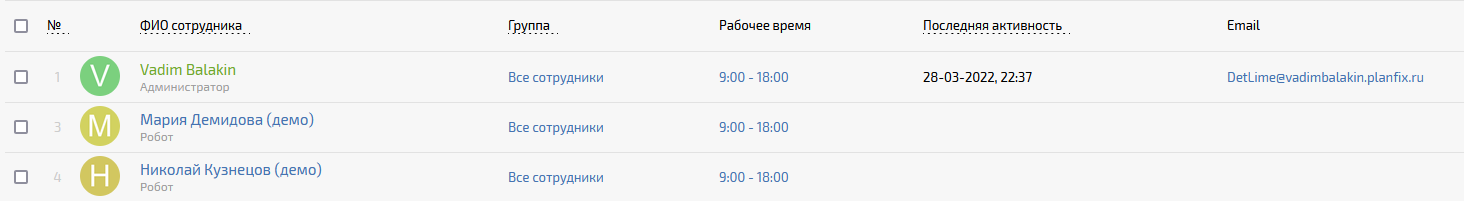 № ФИО сотрудника Группа Рабочее время Последняя активность Email
1 V Vadim Balakin Все сотрудники 9:00 - 18:00 28-03-2022, 22:37 DetLime@vadimbalakin.planfix.ru
Администратор
3 М Мария Демидова (демо) Все сотрудники 9:00 - 18:00
Робот
4 Н Николай Кузнецов (демо) Все сотрудники 9:00 - 18:00
Робот